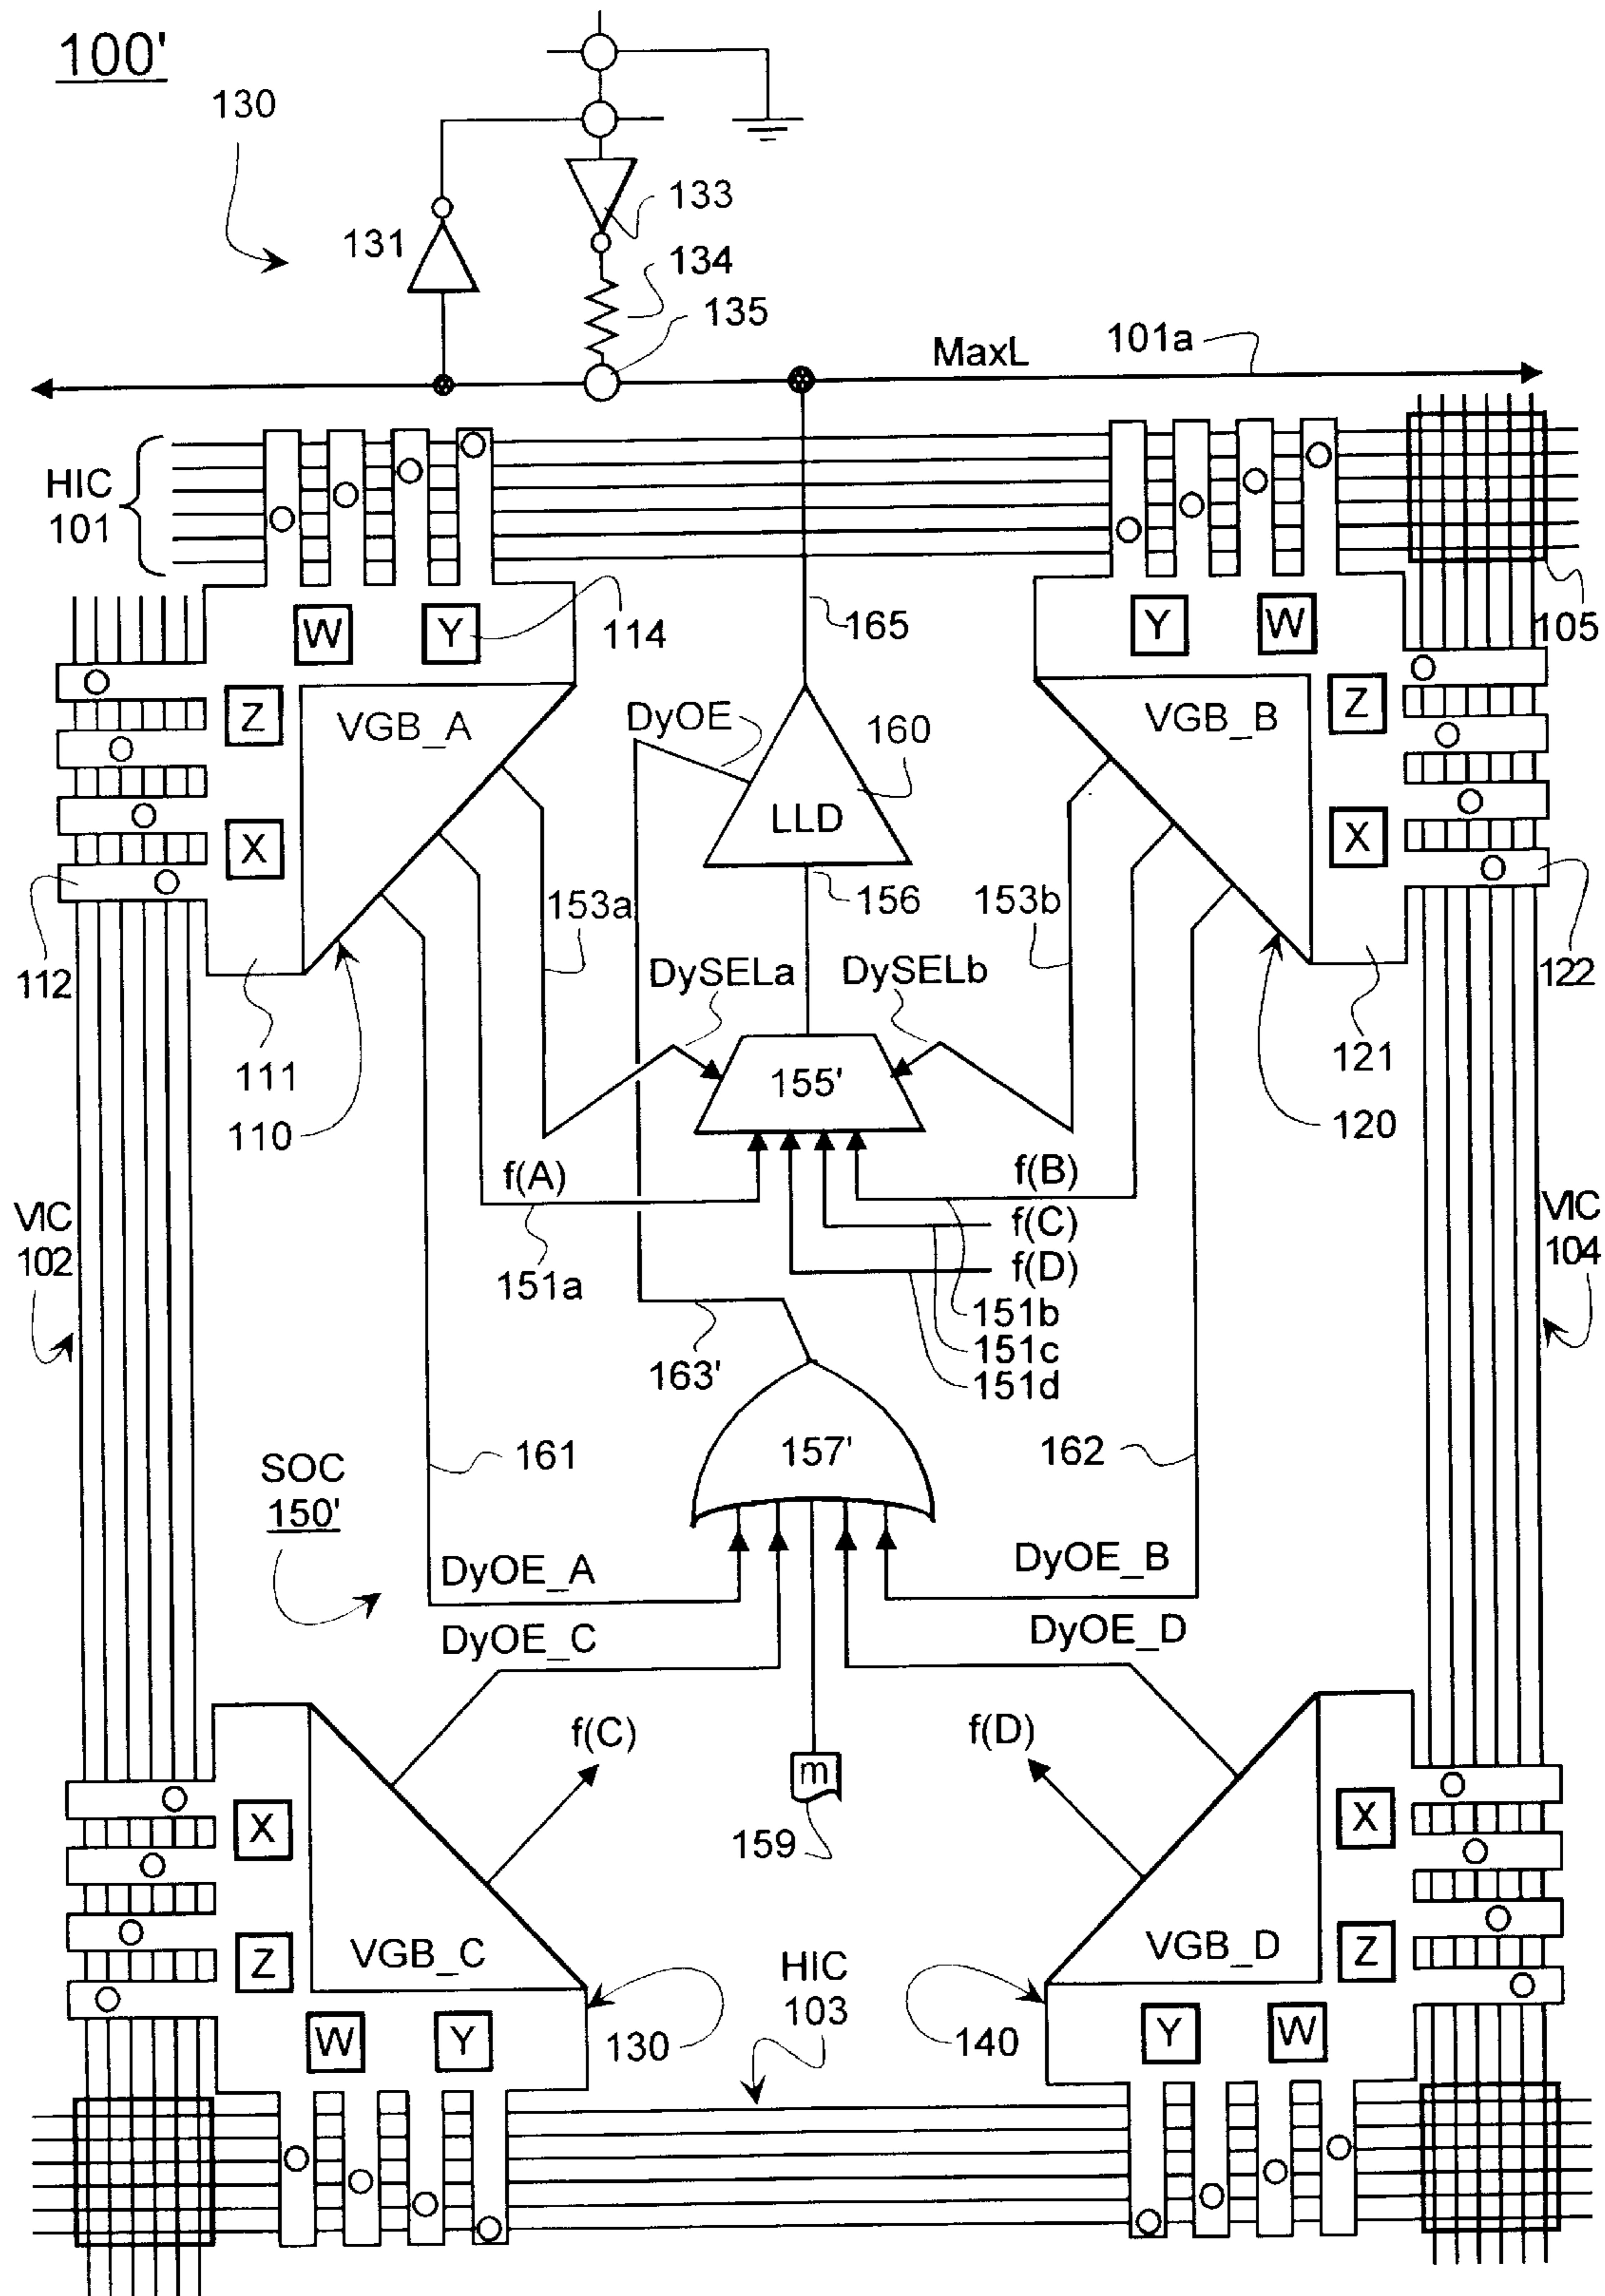 100'
130
131
133
134
135
MaxL
101a
HIC
101
W
Y
114
165
Y
W
105
Z
VGB_A
DyOE
160
VGB_B
Z
X
LLD
X
112
153a
156
153b
122
DySELa
DySELb
111
155'
121
110
120
f(A)
f(B)
VIC
102
f(C)
VIC
104
151a
f(D)
151b
151c
163'
151d
157'
161
162
SOC
150'
DyOE_A
DyOE_B
DyOE_C
DyOE_D
f(C)
f(D)
m
X
159
X
Z
VGB_C
HIC
103
VGB_D
Z
W
Y
130
140
Y
W